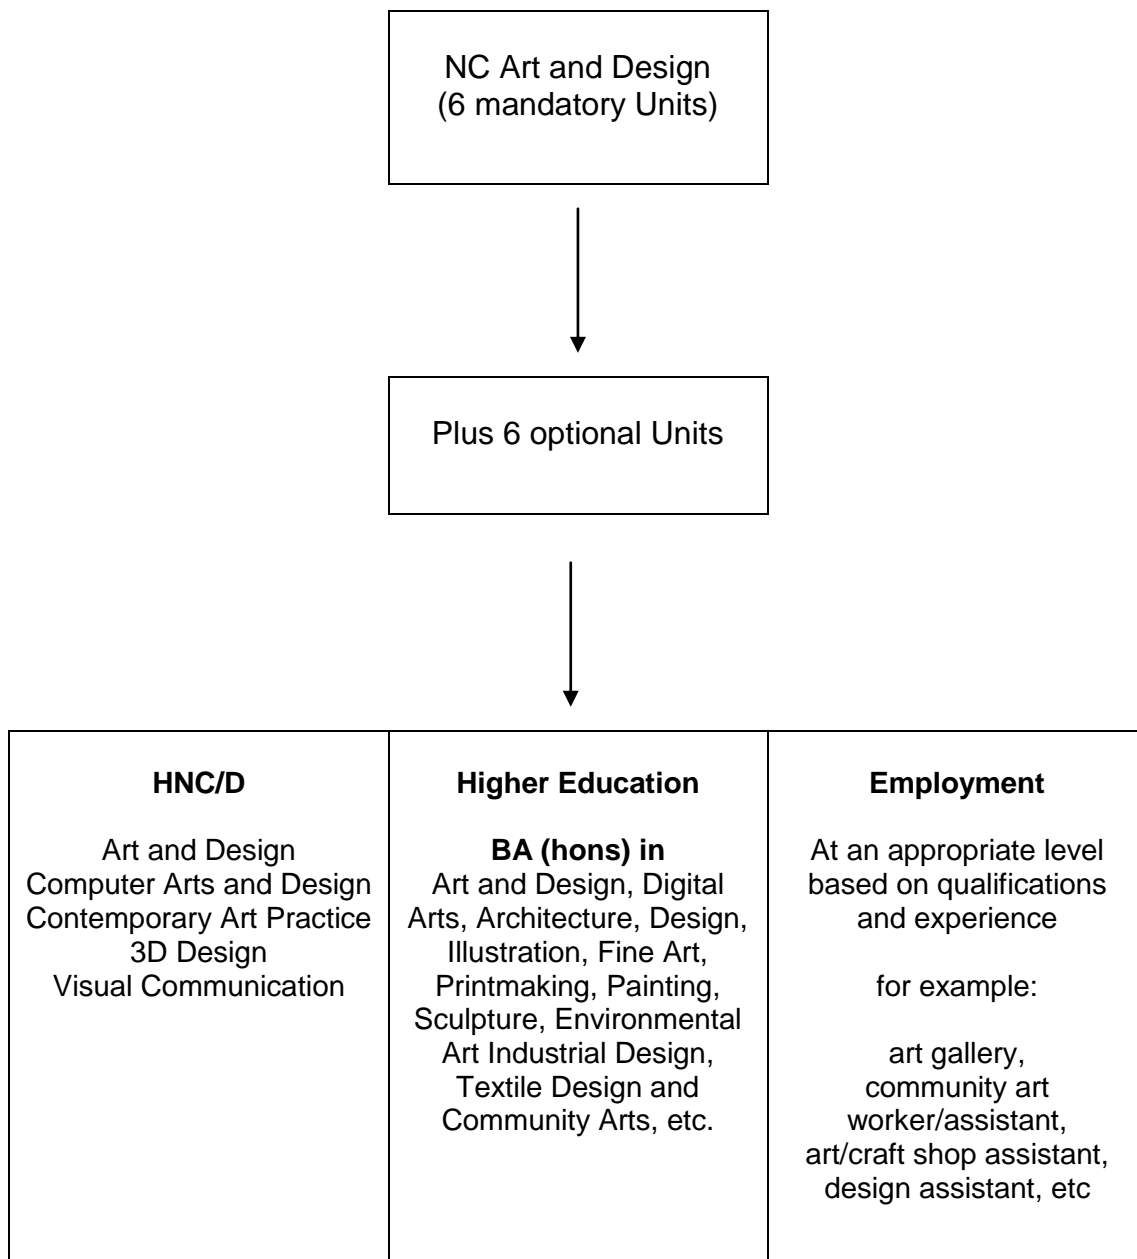 NC Art and Design
(6 mandatory Units)
Plus 6 optional Units
HNC/D
Art and Design
Computer Arts and Design
Contemporary Art Practice
3D Design
Visual Communication
Higher Education
BA (hons) in
Art and Design, Digital
Arts, Architecture, Design,
Illustration, Fine Art,
Printmaking, Painting,
Sculpture, Environmental
Art Industrial Design,
Textile Design and
Community Arts, etc.
Employment
At an appropriate level
based on qualifications
and experience
for example:
art gallery,
community art
worker/assistant,
art/craft shop assistant,
design assistant, etc